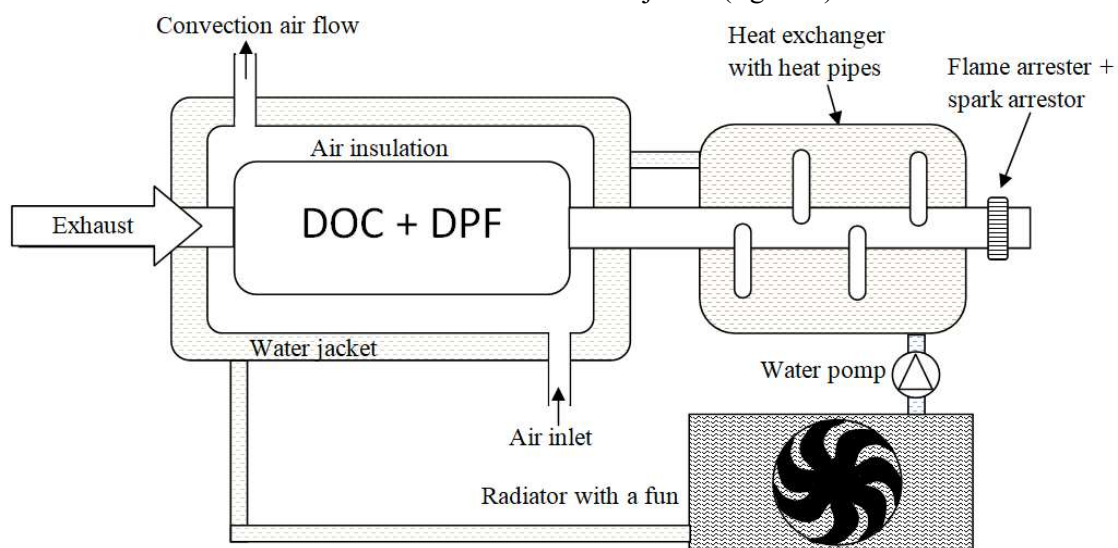 Convection air flow
Heat exchanger
with heat pipes
Flame arrester +
spark arrestor
Air insulation
Exhaust
DOC + DPF
Water jacket
Water pump
Air inlet
Radiator with a fun